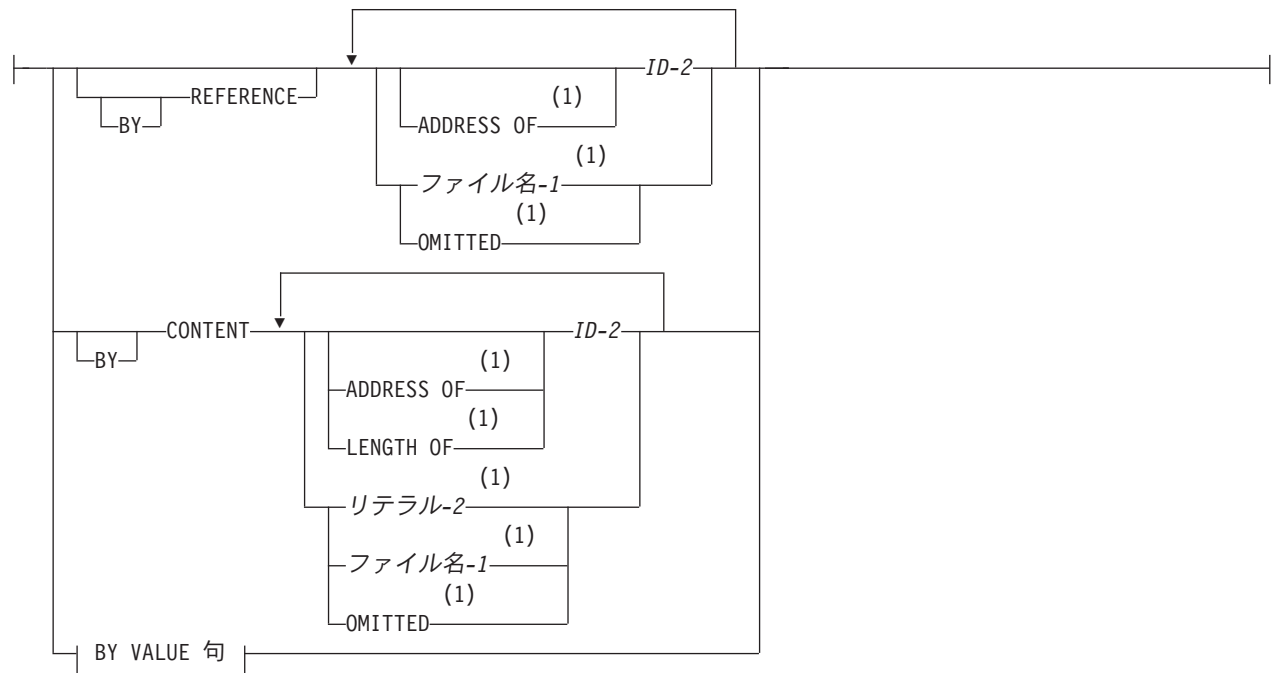 ID-2
REFERENCE
(1)
BY
ADDRESS OF
(1)
ファイル名-1
(1)
OMITTED
CONTENT
ID-2
BY
(1)
ADDRESS OF
(1)
LENGTH OF
(1)
リテラル-2
(1)
ファイル名-1
(1)
OMITTED
BY VALUE 句